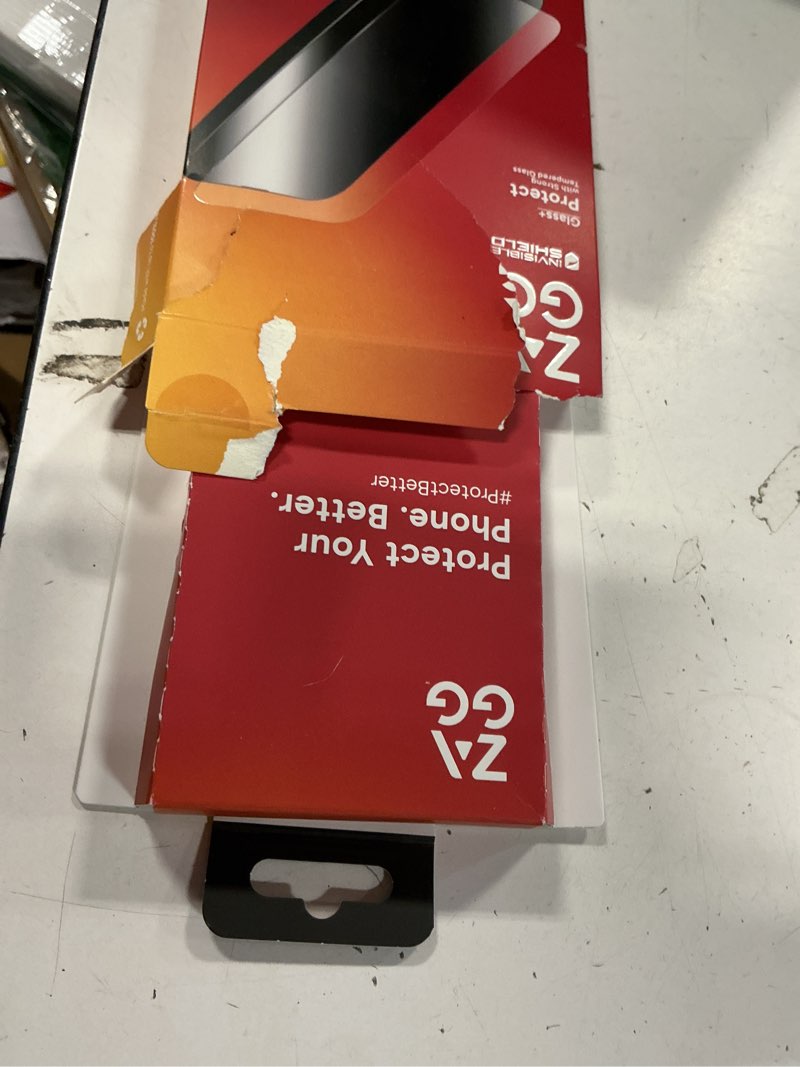 ZAGG
INVISIBLE
SHIELD
Glass+
Protect
with Strong
Tempered Glass
ZAGG
Protect Your
Phone. Better.
#ProtectBetter